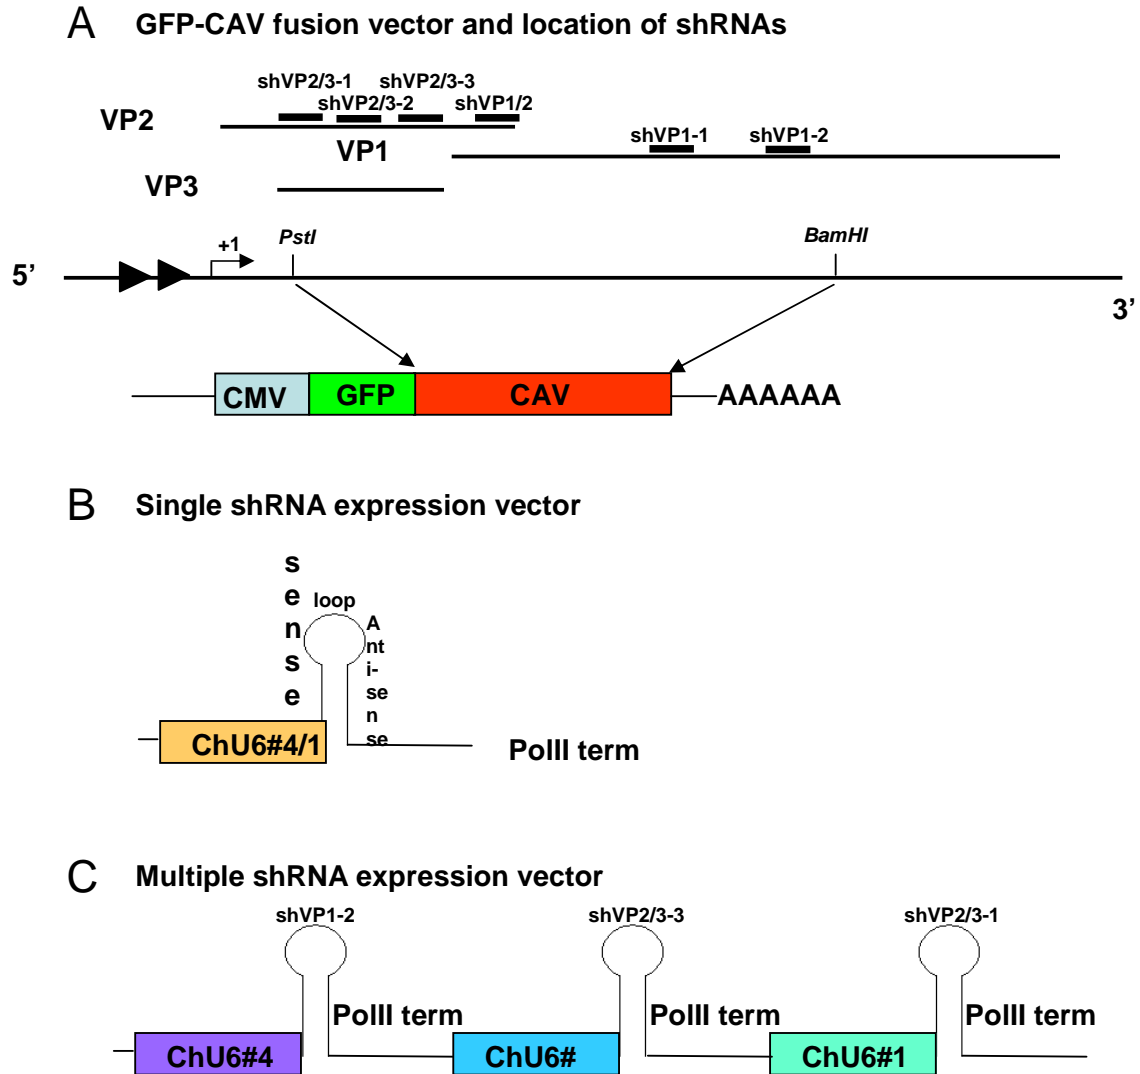 A GFP-CAV fusion vector and location of shRNAs
shVP2/3-1 shVP2/3-3
shVP2/3-2 shVP1/2
VP2
shVP1-1 shVP1-2
VP1
VP3
+1 PstI BamHI
5’
3’
CMV GFP CAV AAAAAA
B Single shRNA expression vector
sense
loop
Anti-sense
ChU6#4/1
PolII term
C Multiple shRNA expression vector
shVP1-2 shVP2/3-3 shVP2/3-1
PolII term PolII term PolII term
ChU6#4 ChU6# ChU6#1